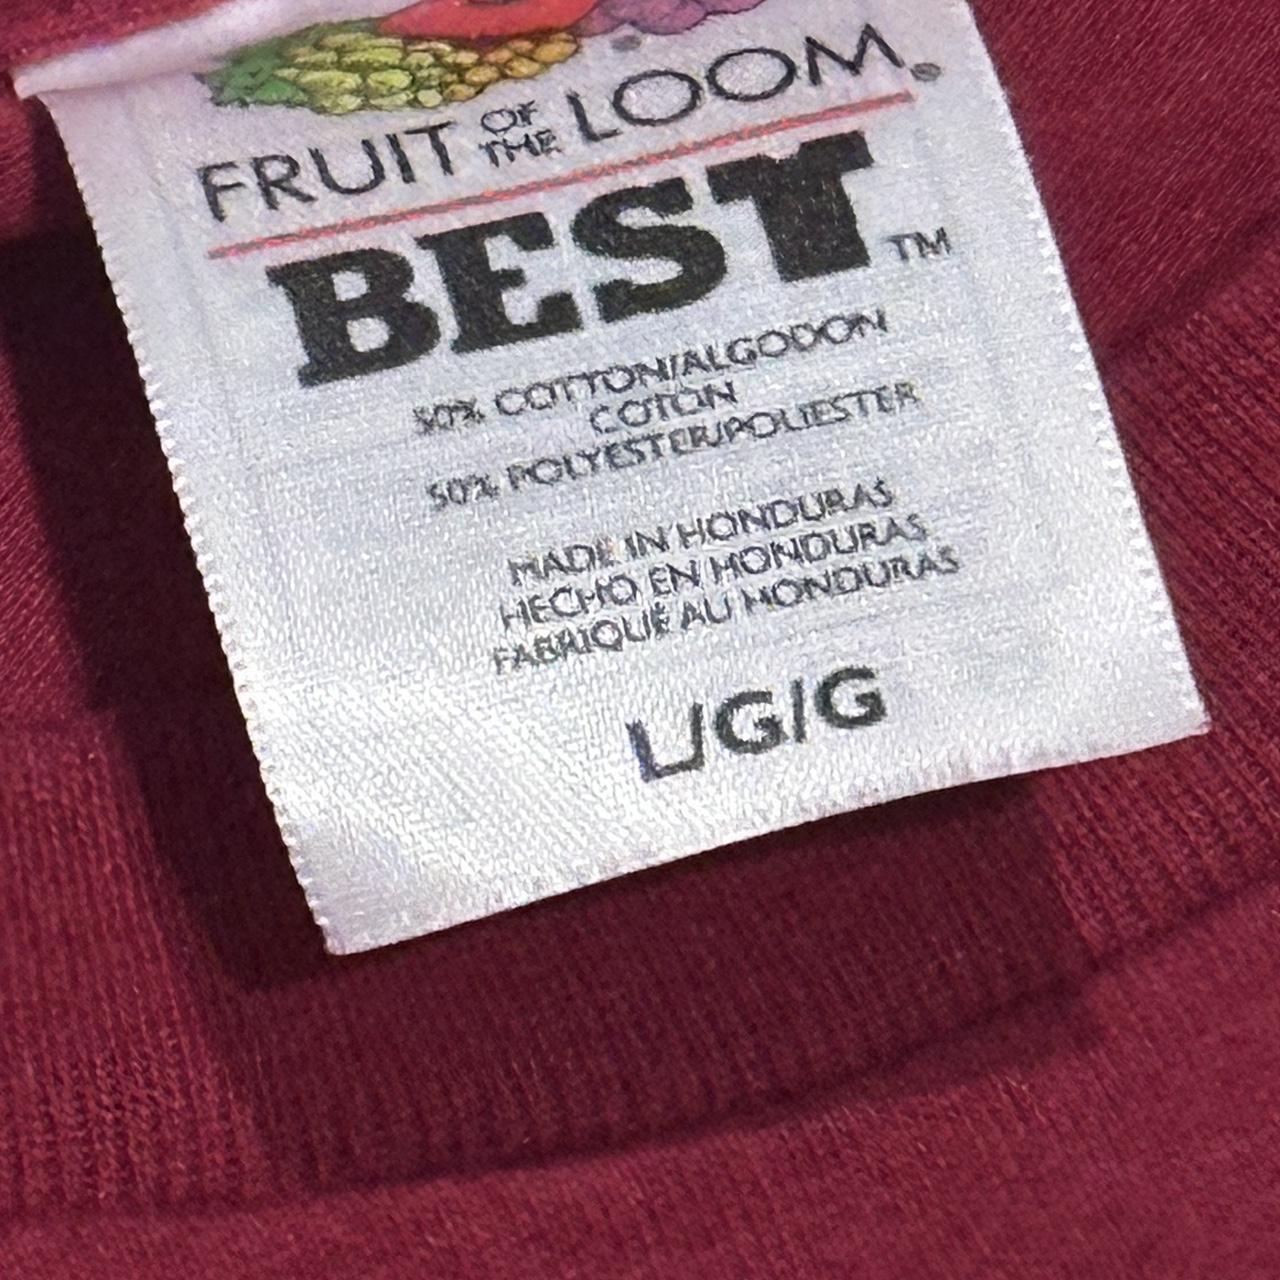 FRUIT OF THE LOOM®
BEST™
50% COTTON/ALGODON
COTON
50% POLYESTER/POLIESTER
MADE IN HONDURAS
HECHO EN HONDURAS
FABRIQUÉ AU HONDURAS
L/G/G